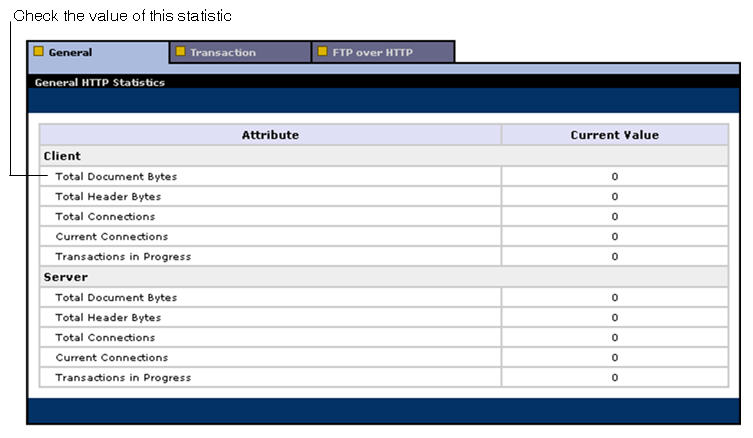 Check the value of this statistic
General Transaction FTP over HTTP
General HTTP Statistics
Attribute Current Value
Client
Total Document Bytes 0
Total Header Bytes 0
Total Connections 0
Current Connections 0
Transactions in Progress 0
Server
Total Document Bytes 0
Total Header Bytes 0
Total Connections 0
Current Connections 0
Transactions in Progress 0